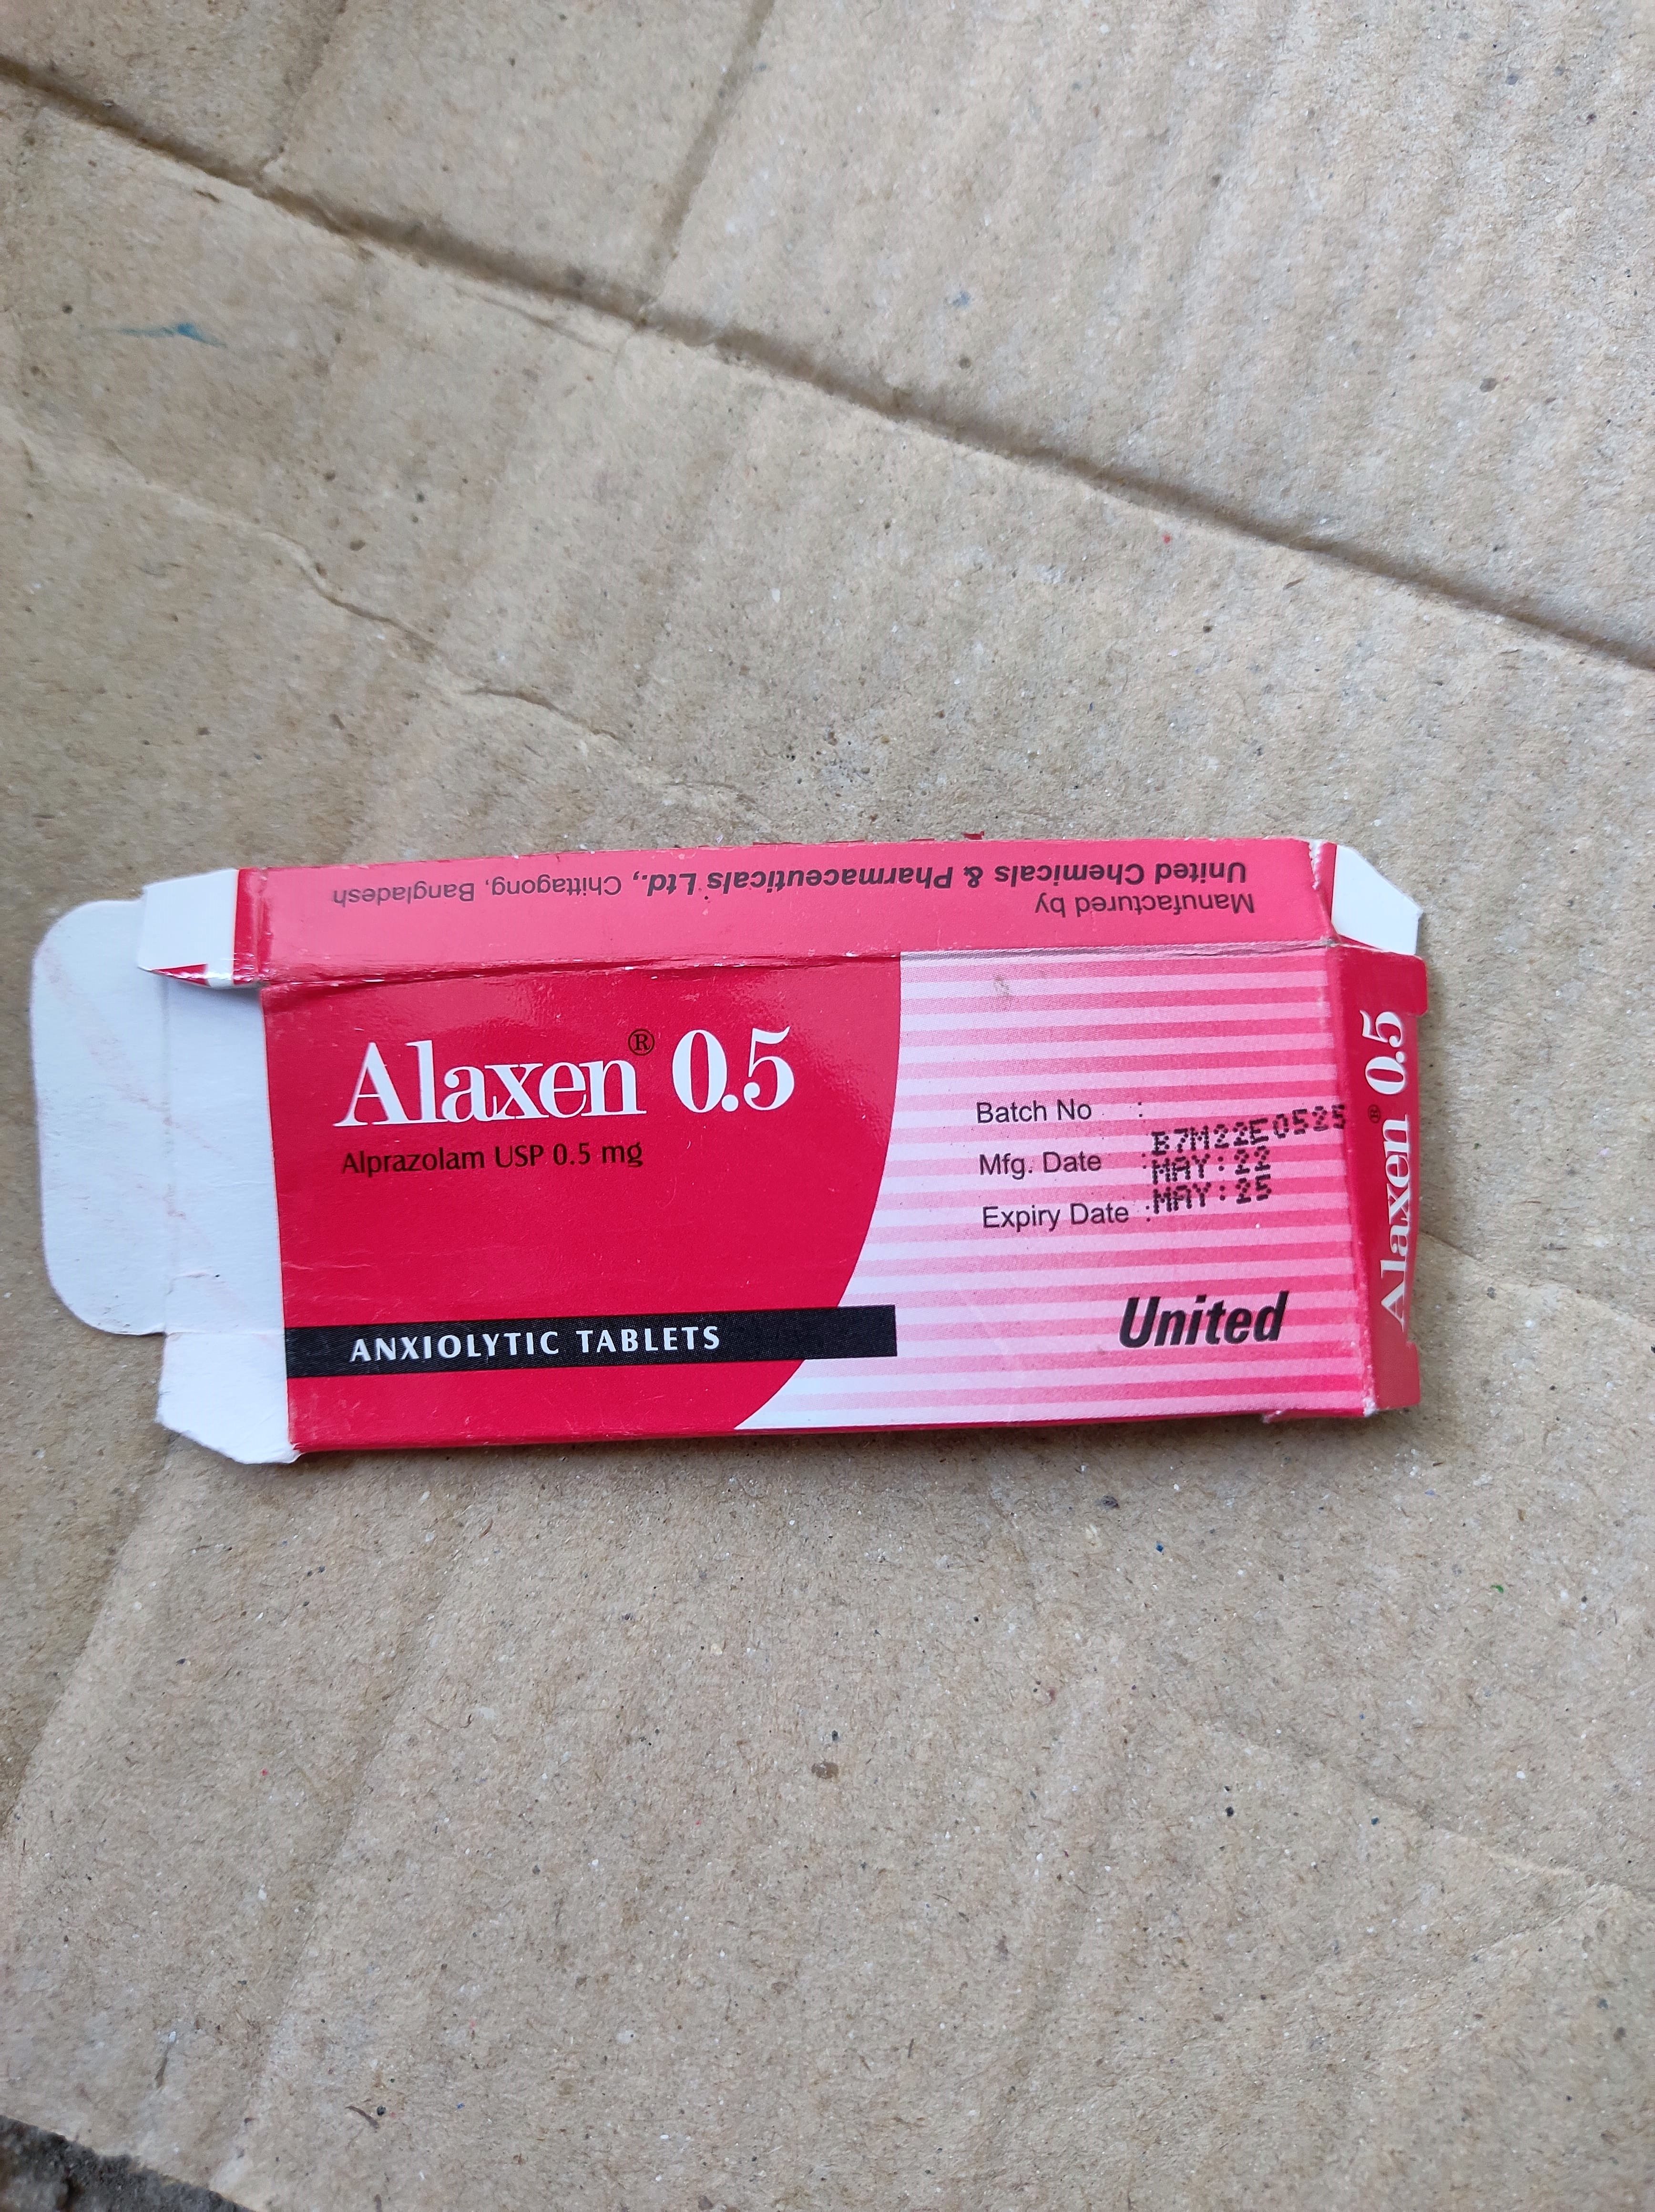 Manufactured by
United Chemicals & Pharmaceuticals Ltd., Chittagong, Bangladesh
Alaxen® 0.5
Alprazolam USP 0.5 mg
ANXIOLYTIC TABLETS
Batch No :
B7M22E0525
Mfg. Date : MAY:22
Expiry Date : MAY:25
United
Alaxen® 0.5